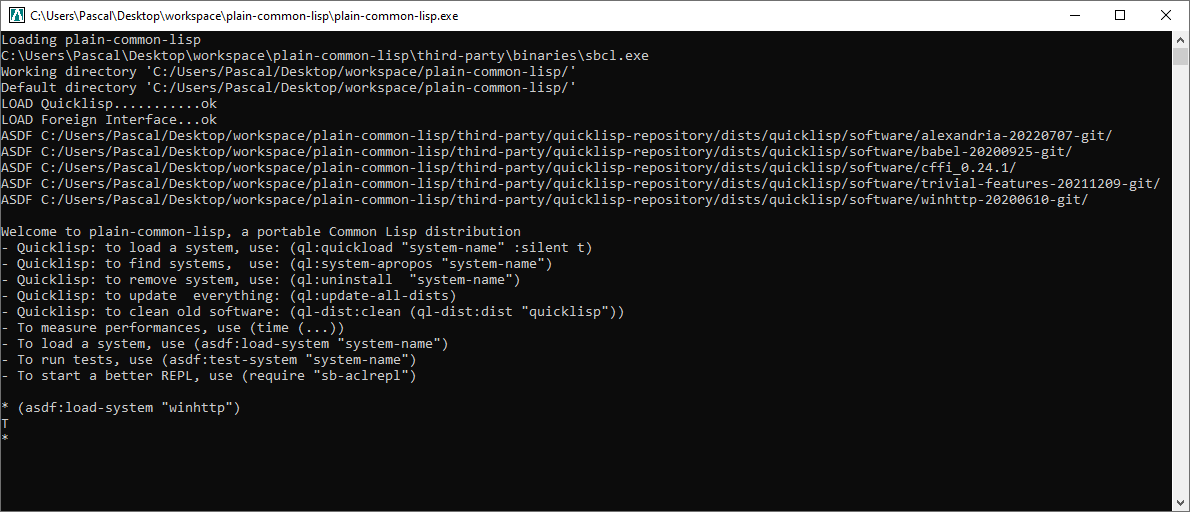 C:\Users\Pascal\Desktop\workspace\plain-common-lisp\plain-common-lisp.exe
Loading plain-common-lisp
C:\Users\Pascal\Desktop\workspace\plain-common-lisp\third-party\binaries\sbcl.exe
Working directory 'C:/Users/Pascal/Desktop/workspace/plain-common-lisp/'
Default directory 'C:/Users/Pascal/Desktop/workspace/plain-common-lisp/'
LOAD Quicklisp...........ok
LOAD Foreign Interface...ok
ASDF C:/Users/Pascal/Desktop/workspace/plain-common-lisp/third-party/quicklisp-repository/dists/quicklisp/software/alexandria-20220707-git/
ASDF C:/Users/Pascal/Desktop/workspace/plain-common-lisp/third-party/quicklisp-repository/dists/quicklisp/software/babel-20200925-git/
ASDF C:/Users/Pascal/Desktop/workspace/plain-common-lisp/third-party/quicklisp-repository/dists/quicklisp/software/cffi_0.24.1/
ASDF C:/Users/Pascal/Desktop/workspace/plain-common-lisp/third-party/quicklisp-repository/dists/quicklisp/software/trivial-features-20211209-git/
ASDF C:/Users/Pascal/Desktop/workspace/plain-common-lisp/third-party/quicklisp-repository/dists/quicklisp/software/winhttp-20200610-git/
Welcome to plain-common-lisp, a portable Common Lisp distribution
- Quicklisp: to load a system, use: (ql:quickload "system-name" :silent t)
- Quicklisp: to find systems,  use: (ql:system-apropos "system-name")
- Quicklisp: to remove system, use: (ql:uninstall  "system-name")
- Quicklisp: to update  everything: (ql:update-all-dists)
- Quicklisp: to clean old software: (ql-dist:clean (ql-dist:dist "quicklisp"))
- To measure performances, use (time (...))
- To load a system, use (asdf:load-system "system-name")
- To run tests, use (asdf:test-system "system-name")
- To start a better REPL, use (require "sb-aclrepl")
* (asdf:load-system "winhttp")
T
*